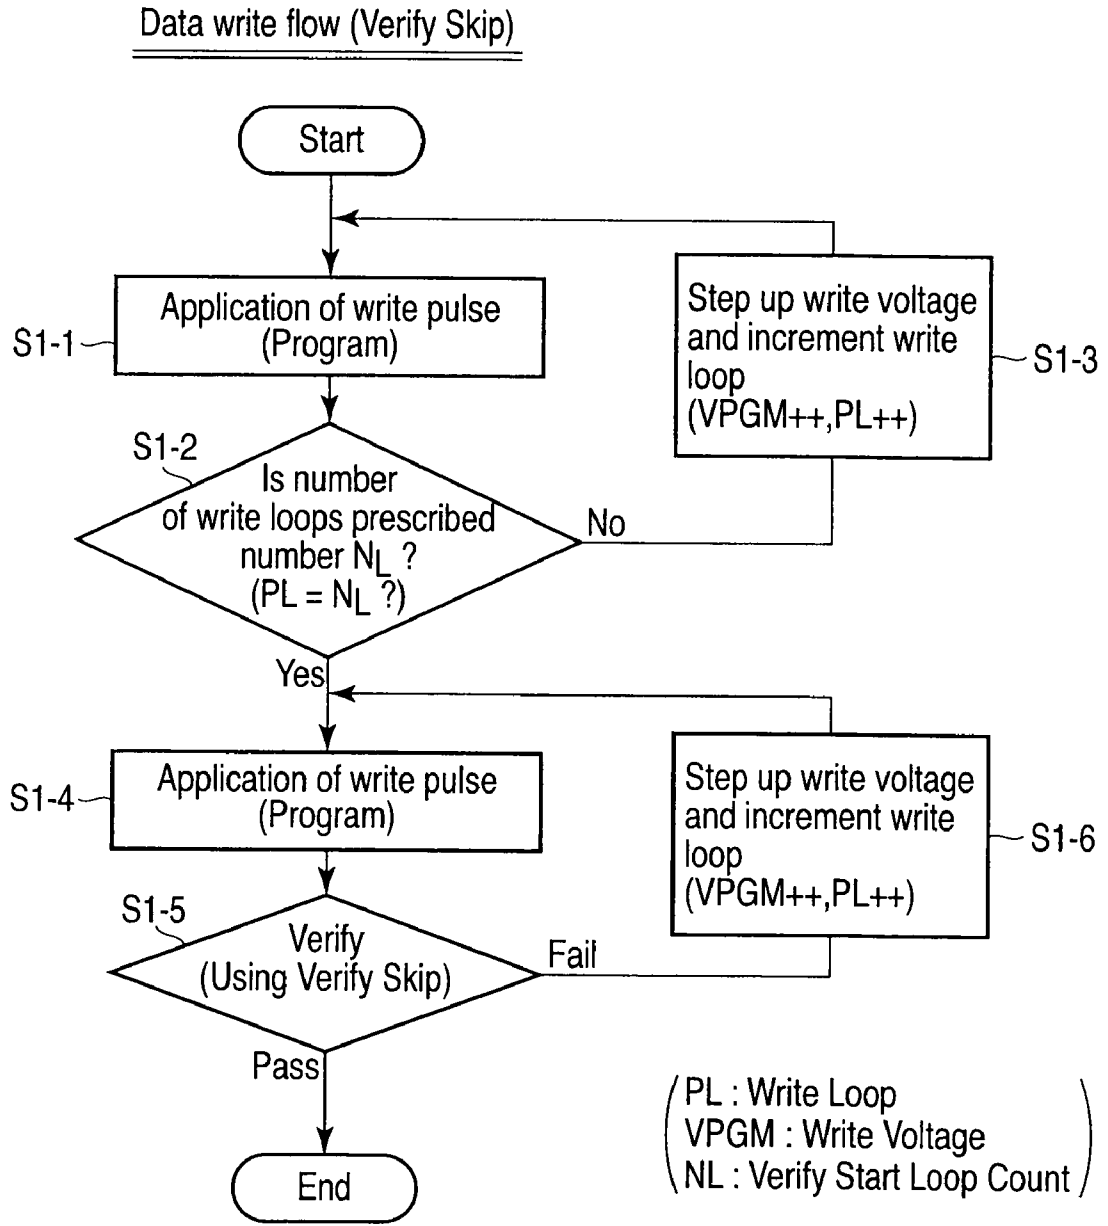 Data write flow (Verify Skip)
Start
Application of write pulse
(Program)
S1-1
Step up write voltage
and increment write
loop
(VPGM++,PL++)
S1-3
S1-2
Is number
of write loops prescribed
number NL ?
(PL = NL ?)
No
Yes
Application of write pulse
(Program)
S1-4
Step up write voltage
and increment write
loop
(VPGM++,PL++)
S1-6
S1-5
Verify
(Using Verify Skip)
Fail
Pass
End
PL : Write Loop
VPGM : Write Voltage
NL : Verify Start Loop Count